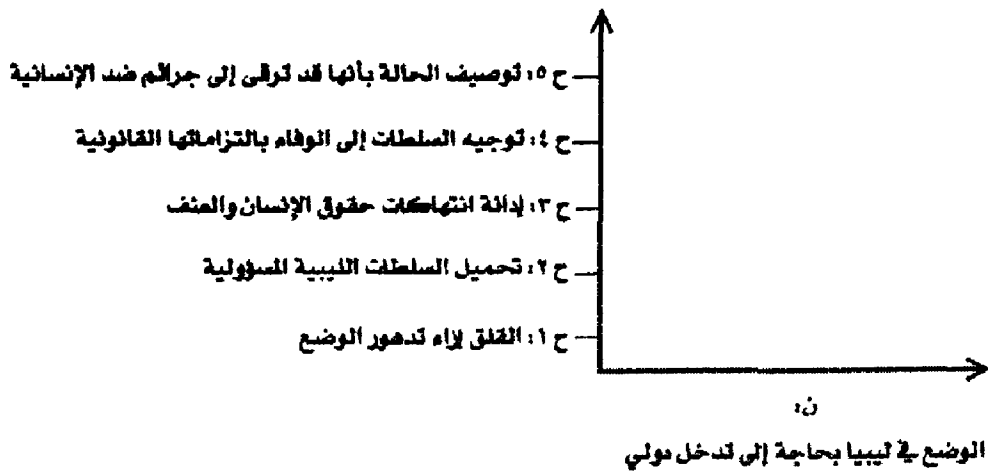 ح ٥: توصيف الحالة بأنها قد ترقى إلى جرائم ضد الإنسانية
ح ٤: توجيه السلطات إلى الوفاء بالتزاماتها القانونية
ح ٣: إدانة انتهاكات حقوق الإنسان والعنف
ح ٢: تحميل السلطات الليبية المسؤولية
ح ١: القلق إزاء تدهور الوضع
ن:
الوضع في ليبيا بحاجة إلى تدخل دولي